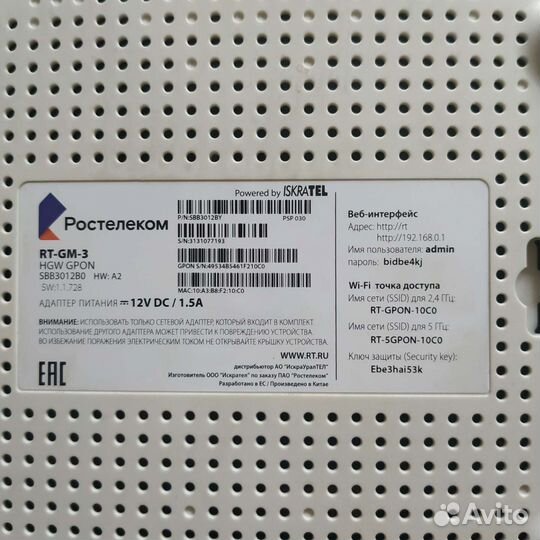 Powered by ISKRATEL
Ростелеком
P/N:SBB3012BY PSP 030
S/N:3131077193
RT-GM-3
HGW GPON
SBB3012B0 HW: A2
SW:1.1.728
GPON S/N:49534B5461F210C0
MAC:10:A3:B8:F2:10:C0
АДАПТЕР ПИТАНИЯ 12V DC / 1.5A
ВНИМАНИЕ: ИСПОЛЬЗОВАТЬ ТОЛЬКО СЕТЕВОЙ АДАПТЕР, КОТОРЫЙ ИДЕТ В КОМПЛЕКТЕ.
ИСПОЛЬЗОВАНИЕ ДРУГОГО АДАПТЕРА МОЖЕТ ПРИВЕСТИ К ПОВРЕЖДЕНИЮ УСТРОЙСТВА.
ВО ИЗБЕЖАНИЕ ПОРАЖЕНИЯ ЭЛЕКТРИЧЕСКИМ ТОКОМ НЕ ОТКРЫВАЙТЕ КРЫШКУ УСТРОЙСТВА.
WWW.RT.RU
EAC
дистрибьютор АО "ИскраУралТЕЛ"
Изготовитель ООО "Искрател" по заказу ПАО "Ростелеком"
Разработано в ЕС / Произведено в Китае
Веб-интерфейс
Адрес: http://rt
http://192.168.0.1
Имя пользователя: admin
пароль: bidbe4kj
Wi-Fi точка доступа
Имя сети (SSID) для 2,4 ГГц:
RT-GPON-10C0
Имя сети (SSID) для 5 ГГц:
RT-5GPON-10C0
Ключ защиты (Security key):
Ebe3hai53k
Avito